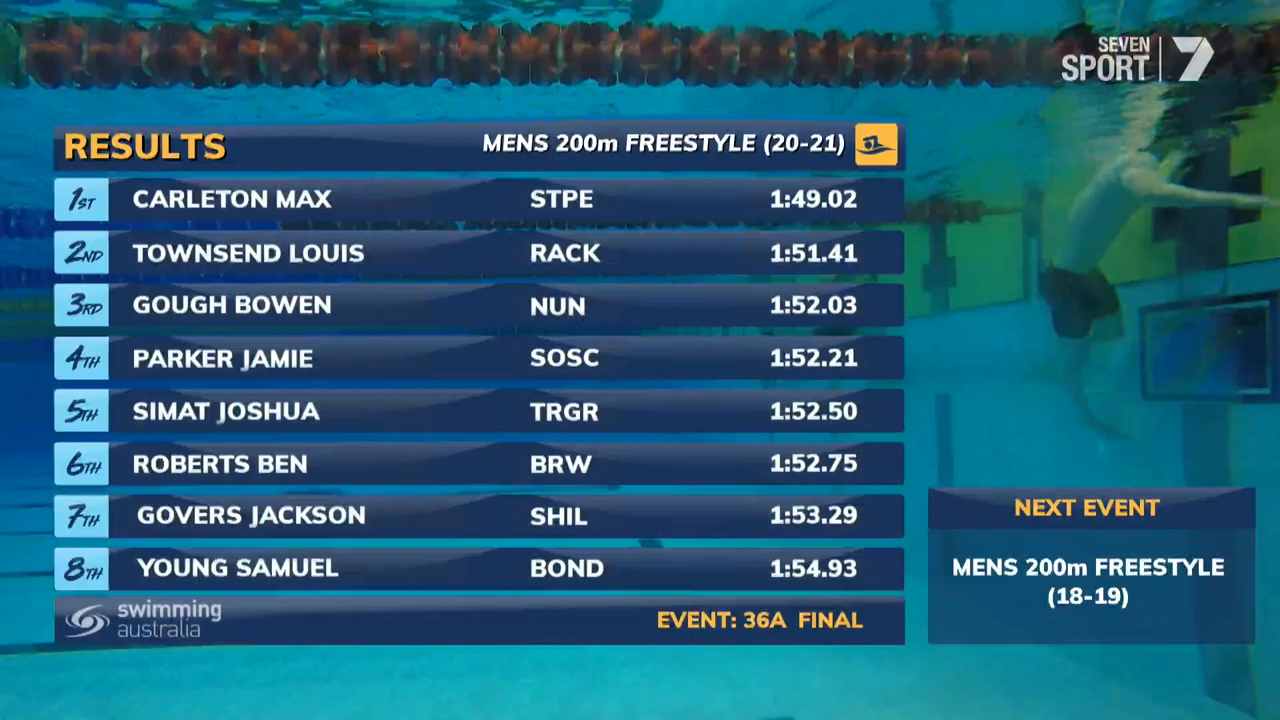 SEVEN
SPORT 7
RESULTS MENS 200m FREESTYLE (20-21)
1ST CARLETON MAX STPE 1:49.02
2ND TOWNSEND LOUIS RACK 1:51.41
3RD GOUGH BOWEN NUN 1:52.03
4TH PARKER JAMIE SOSC 1:52.21
5TH SIMAT JOSHUA TRGR 1:52.50
6TH ROBERTS BEN BRW 1:52.75
7TH GOVERS JACKSON SHIL 1:53.29
8TH YOUNG SAMUEL BOND 1:54.93
swimming
australia
EVENT: 36A FINAL
NEXT EVENT
MENS 200m FREESTYLE
(18-19)